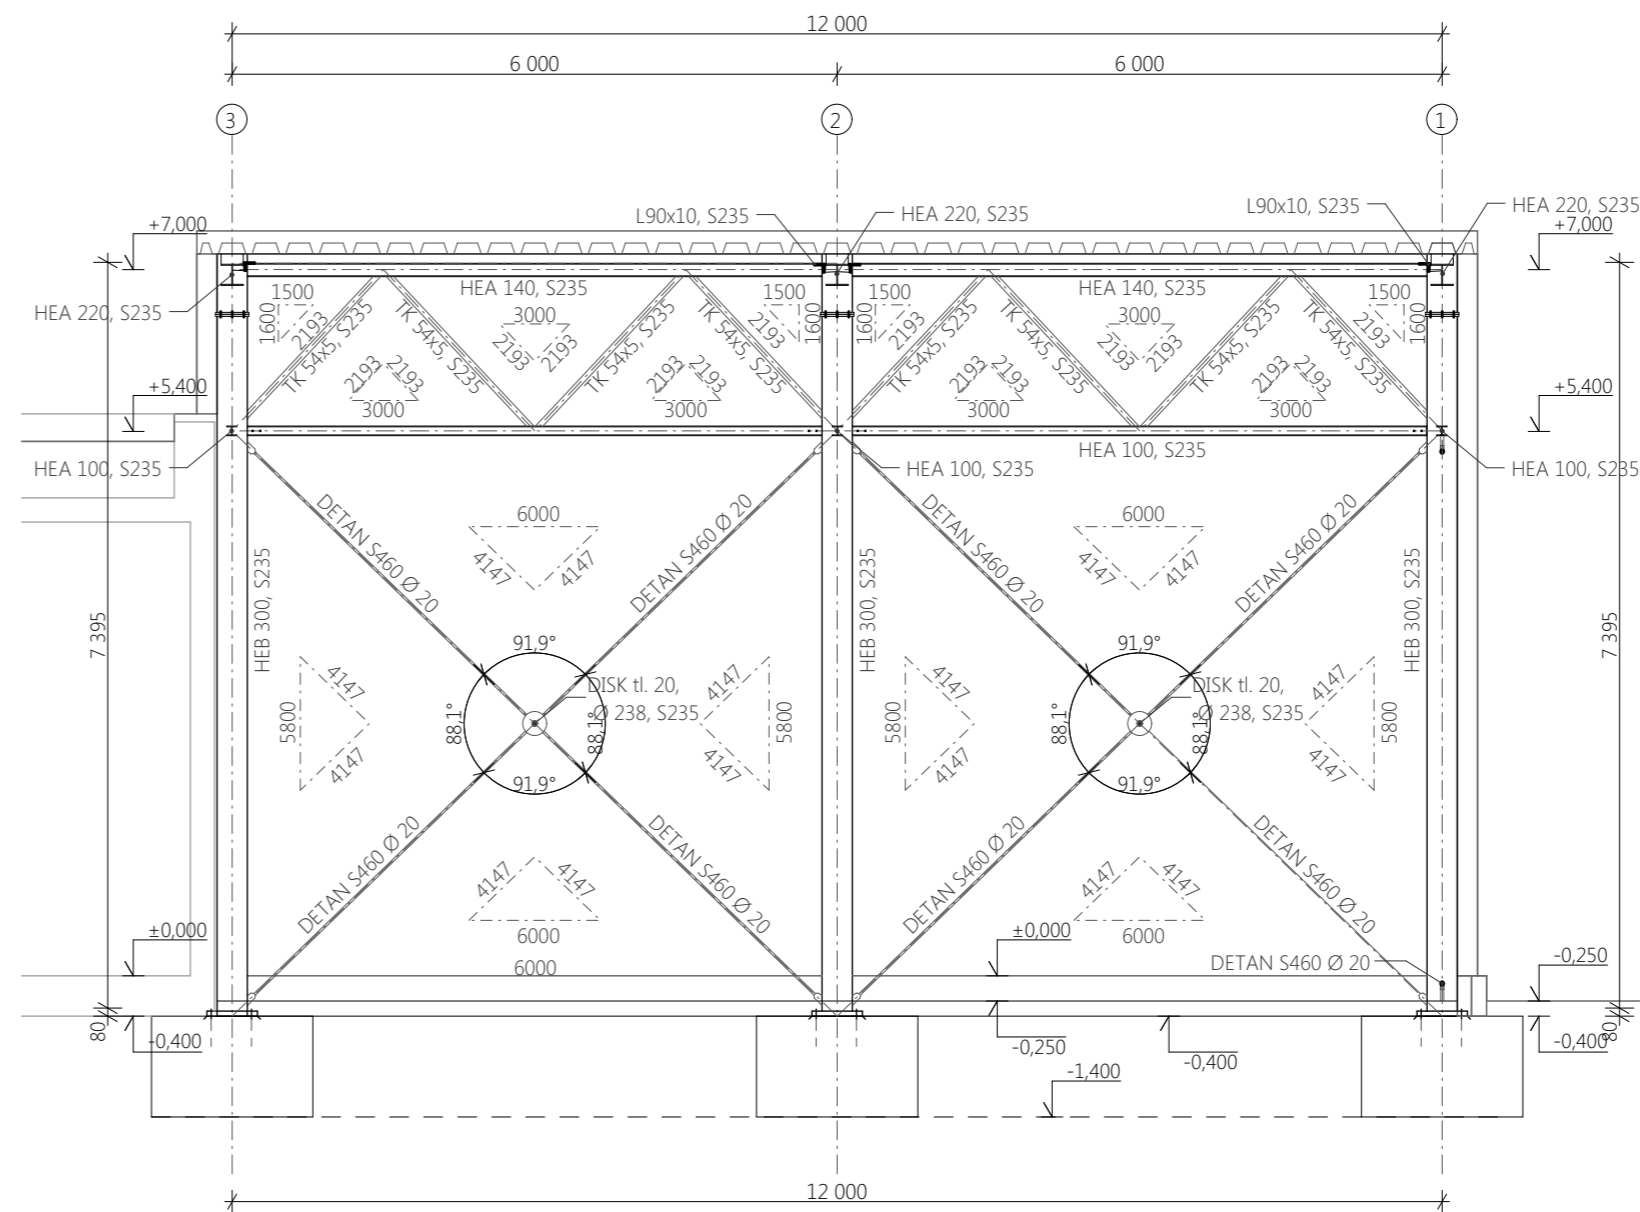 12 000
6 000
6 000
3
2
1
L90x10, S235
HEA 220, S235
L90x10, S235
HEA 220, S235
+7,000
+7,000
HEA 220, S235
HEA 140, S235
HEA 140, S235
1500
1600
2193
TK 54x5, S235
TK 54x5, S235
3000
2193
2193
TK 54x5, S235
TK 54x5, S235
1500
1600
2193
1500
1600
2193
TK 54x5, S235
TK 54x5, S235
3000
2193
2193
TK 54x5, S235
TK 54x5, S235
1500
1600
2193
2193
2193
3000
2193
2193
3000
2193
2193
3000
2193
2193
3000
+5,400
+5,400
HEA 100, S235
HEA 100, S235
HEA 100, S235
HEA 100, S235
DETAN S460 Ø 20
6000
4147
4147
DETAN S460 Ø 20
DETAN S460 Ø 20
6000
4147
4147
DETAN S460 Ø 20
7 395
HEB 300, S235
HEB 300, S235
HEB 300, S235
7 395
91,9°
91,9°
4147
5800
4147
88,1°
DISK tl. 20,
Ø 238, S235
88,1°
4147
5800
4147
4147
5800
4147
88,1°
DISK tl. 20,
Ø 238, S235
88,1°
4147
5800
4147
91,9°
91,9°
DETAN S460 Ø 20
4147
4147
6000
DETAN S460 Ø 20
DETAN S460 Ø 20
4147
4147
6000
DETAN S460 Ø 20
±0,000
±0,000
6000
DETAN S460 Ø 20
-0,250
80
-0,400
-0,250
-0,400
-0,400
80
-1,400
12 000